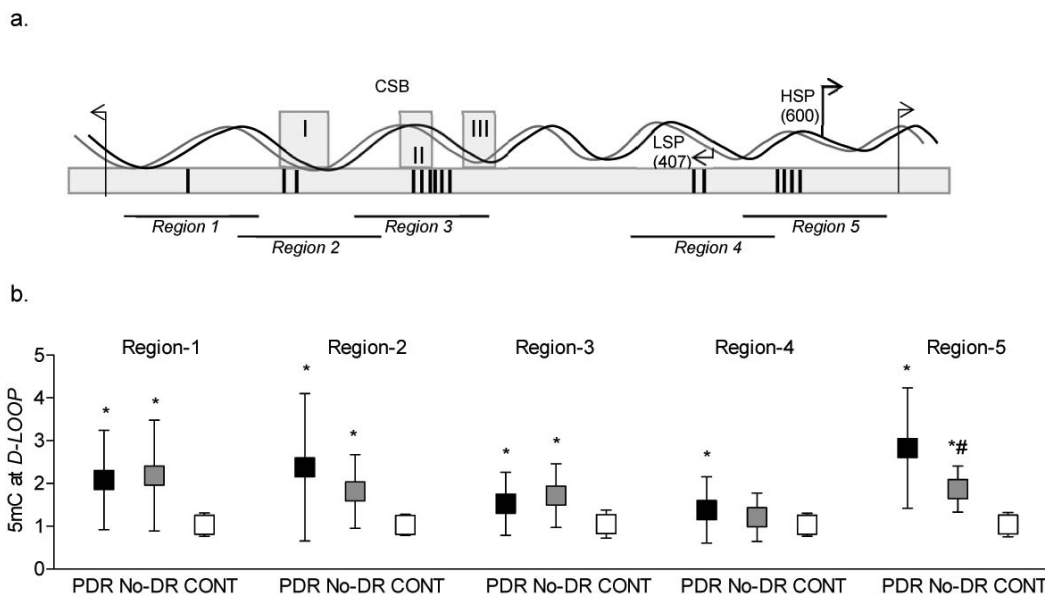 a.
CSB
HSP
(600)
I
II
III
LSP
(407)
Region 1
Region 2
Region 3
Region 4
Region 5
b.
Region-1 Region-2 Region-3 Region-4 Region-5
5mC at D-LOOP
5
4
3
2
1
0
* * * * * * * * *#
PDR No-DR CONT PDR No-DR CONT PDR No-DR CONT PDR No-DR CONT PDR No-DR CONT